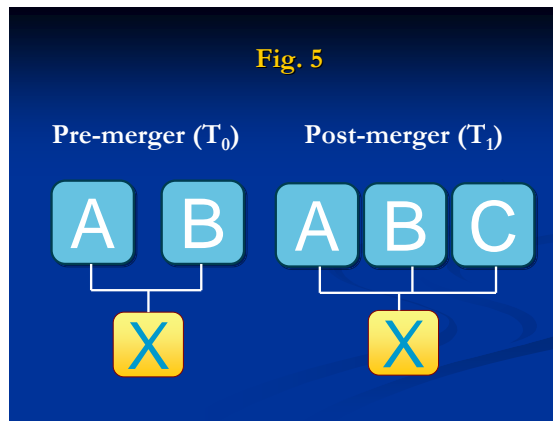 Fig. 5
Pre-merger (T0) Post-merger (T1)
A B A B C
X X